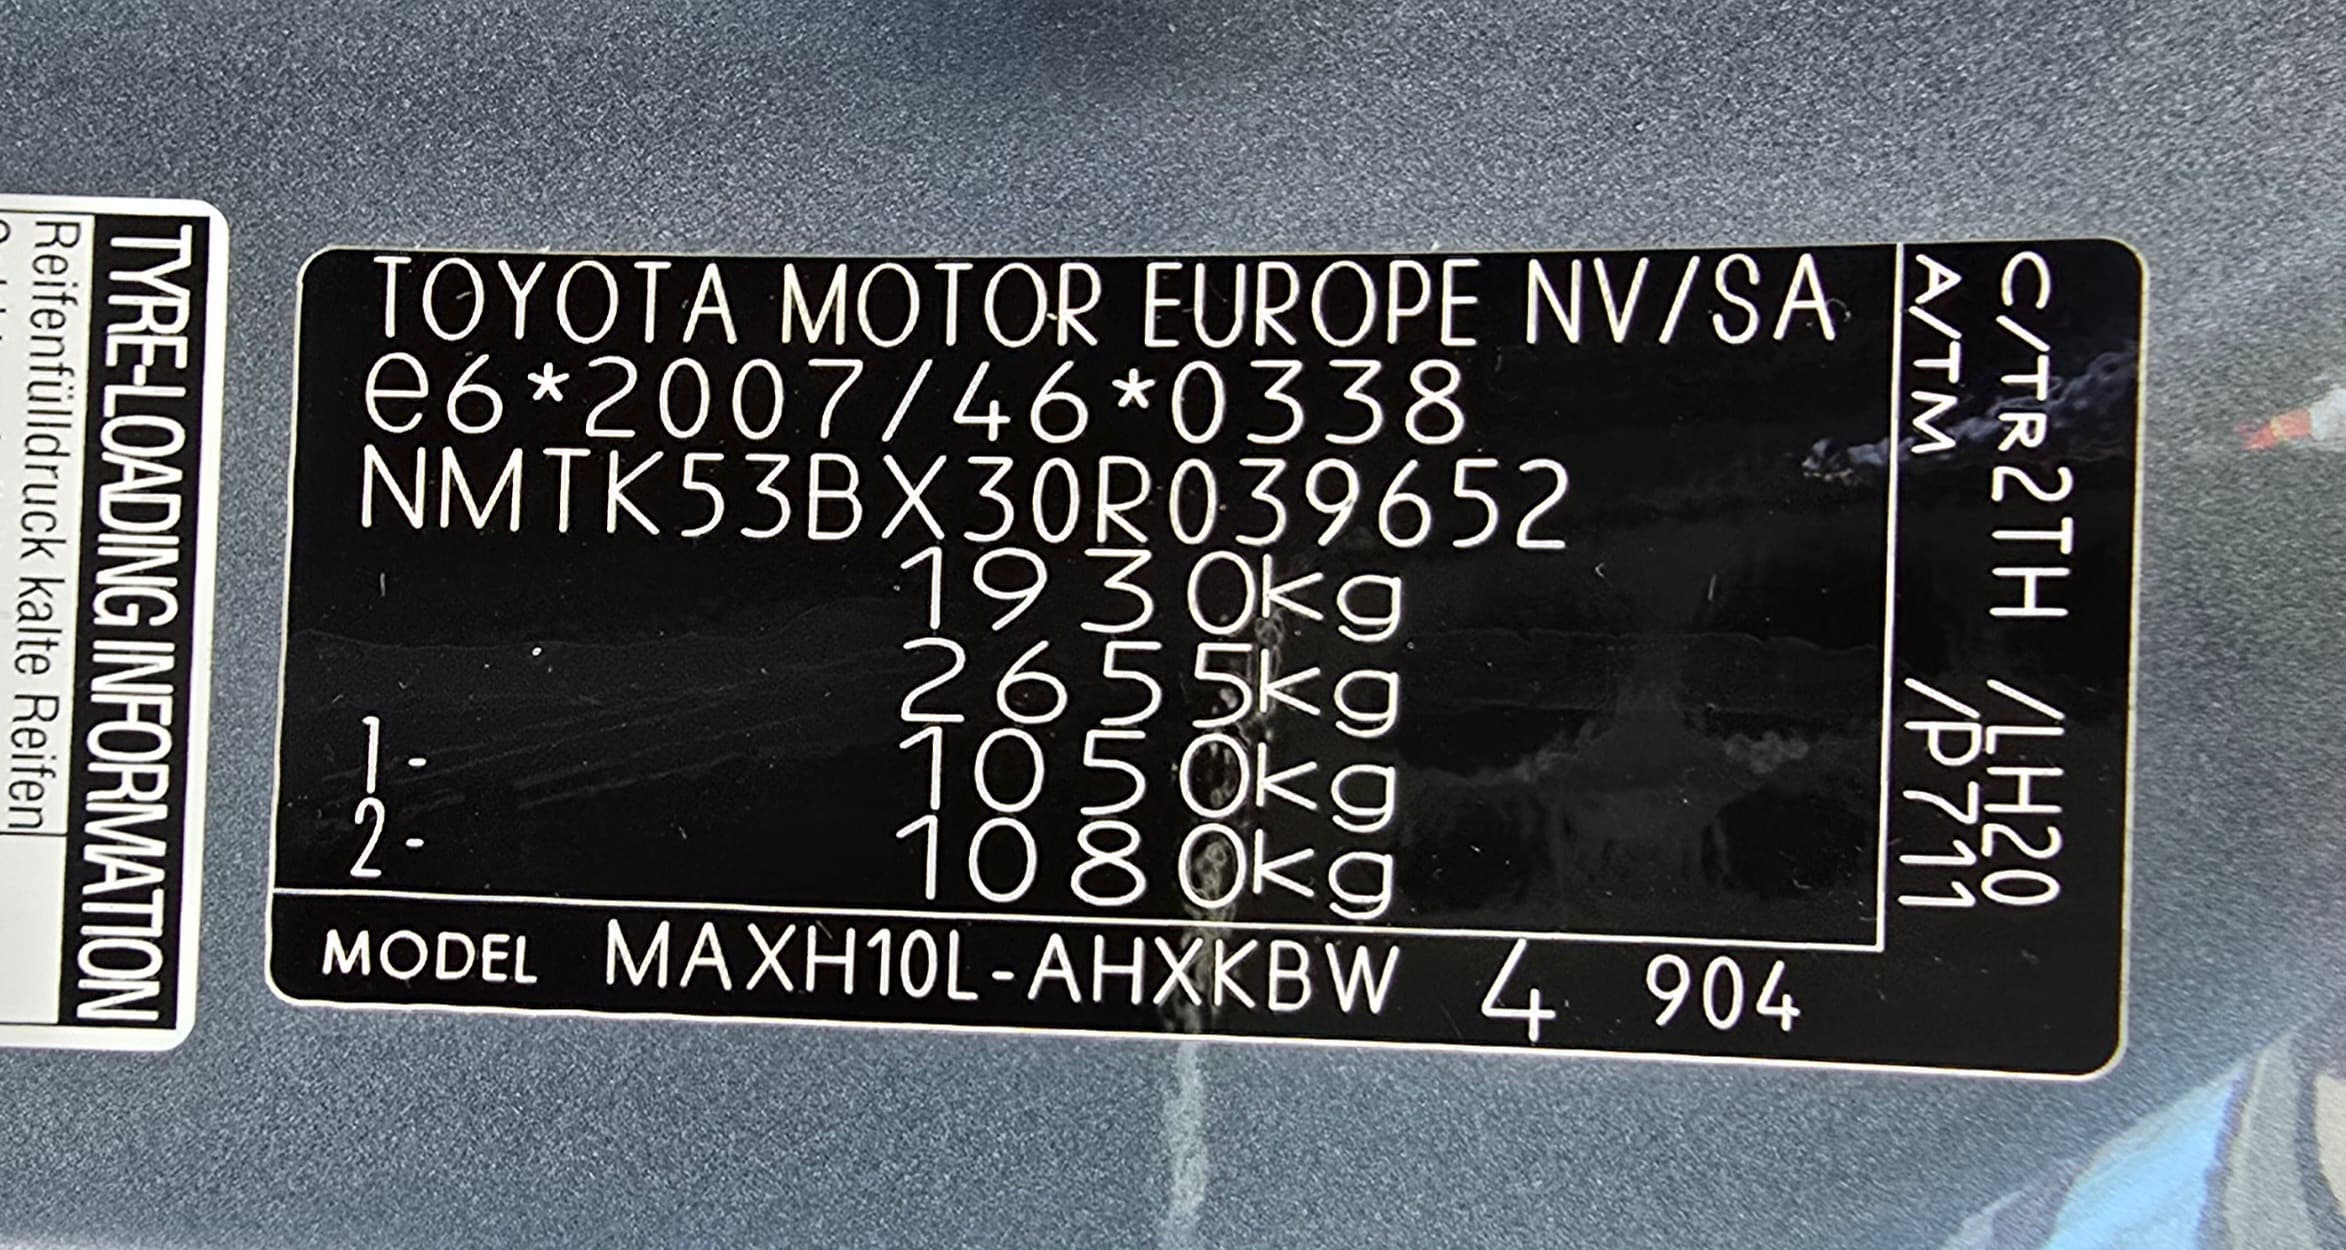 TYRE-LOADING INFORMATION
Reifenfülldruck kalte Reifen
TOYOTA MOTOR EUROPE NV/SA
e6*2007/46*0338
NMTK53BX30R039652
1930kg
2655kg
1- 1050kg
2- 1080kg
MODEL MAXH10L-AHXKBW 4 904
C/TR2TH /LH20
A/TM /P711